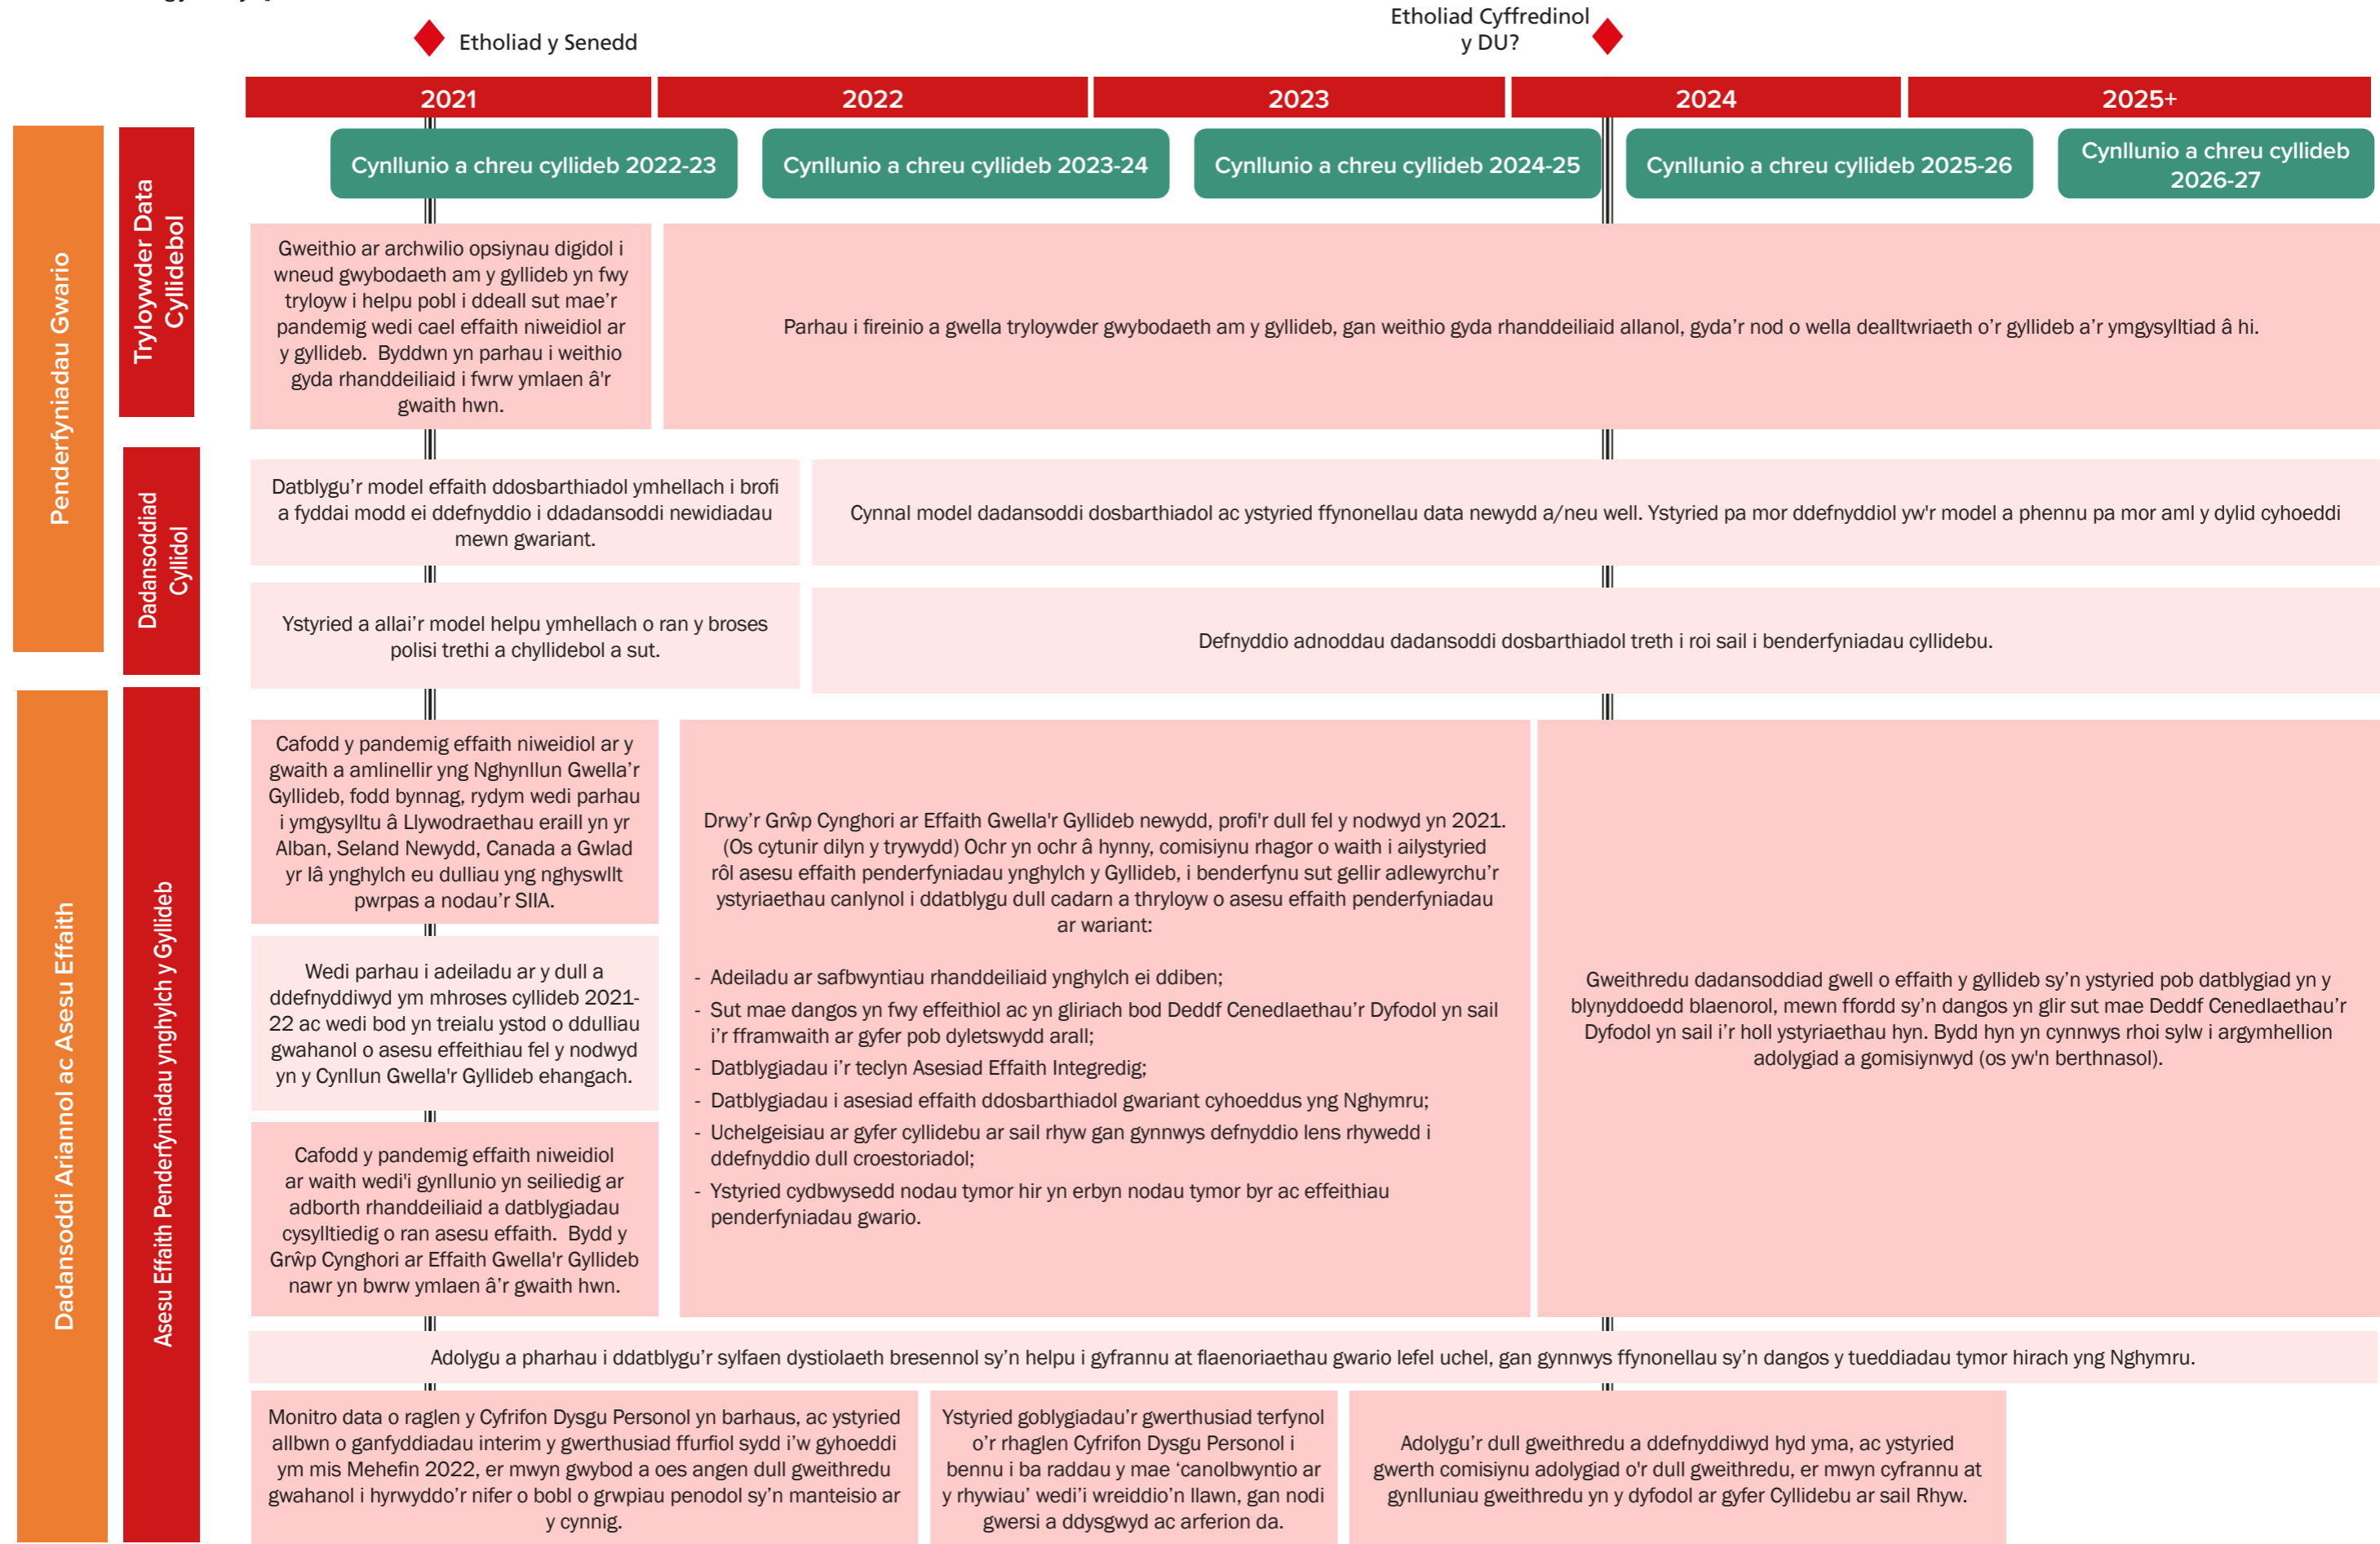 Etholiad y Senedd
Etholiad Cyffredinol
y DU?
2021
2022
2023
2024
2025+
Penderfyniadau Gwario
Tryloywder Data
Cyllidebol
Cynllunio a chreu cyllideb 2022-23
Cynllunio a chreu cyllideb 2023-24
Cynllunio a chreu cyllideb 2024-25
Cynllunio a chreu cyllideb 2025-26
Cynllunio a chreu cyllideb
2026-27
Gweithio ar archwilio opsiynau digidol i
wneud gwybodaeth am y gyllideb yn fwy
tryloyw i helpu pobl i ddeall sut mae’r
pandemig wedi cael effaith niweidiol ar
y gyllideb. Byddwn yn parhau i weithio
gyda rhanddeiliaid i fwrw ymlaen â'r
gwaith hwn.
Parhau i fireinio a gwella tryloywder gwybodaeth am y gyllideb, gan weithio gyda rhanddeiliaid allanol, gyda’r nod o wella dealltwriaeth o’r gyllideb a’r ymgysylltiad â hi.
Dadansodiad
Cyllidol
Datblygu’r model effaith ddosbarthiadol ymhellach i brofi
a fyddai modd ei ddefnyddio i ddadansoddi newidiadau
mewn gwariant.
Cynnal model dadansoddi dosbarthiadol ac ystyried ffynonellau data newydd a/neu well. Ystyried pa mor ddefnyddiol yw'r model a phennu pa mor aml y dylid cyhoeddi
Ystyried a allai’r model helpu ymhellach o ran y broses
polisi trethi a chyllidebol a sut.
Defnyddio adnoddau dadansoddi dosbarthiadol treth i roi sail i benderfyniadau cyllidebu.
Dadansoddi Ariannol ac Asesu Effaith
Asesu Effaith Penderfyniadau ynghylch y Gyllideb
Cafodd y pandemig effaith niweidiol ar y
gwaith a amlinellir yng Nghynllun Gwella’r
Gyllideb, fodd bynnag, rydym wedi parhau
i ymgysylltu â Llywodraethau eraill yn yr
Alban, Seland Newydd, Canada a Gwlad
yr Iâ ynghylch eu dulliau yng nghyswllt
pwrpas a nodau’r SIIA.
Wedi parhau i adeiladu ar y dull a
ddefnyddiwyd ym mhroses cyllideb 2021-
22 ac wedi bod yn treialu ystod o ddulliau
gwahanol o asesu effeithiau fel y nodwyd
yn y Cynllun Gwella'r Gyllideb ehangach.
Cafodd y pandemig effaith niweidiol
ar waith wedi'i gynllunio yn seiliedig ar
adborth rhanddeiliaid a datblygiadau
cysylltiedig o ran asesu effaith. Bydd y
Grŵp Cynghori ar Effaith Gwella'r Gyllideb
nawr yn bwrw ymlaen â’r gwaith hwn.
Drwy’r Grŵp Cynghori ar Effaith Gwella'r Gyllideb newydd, profi'r dull fel y nodwyd yn 2021.
(Os cytunir dilyn y trywydd) Ochr yn ochr â hynny, comisiynu rhagor o waith i ailystyried
rôl asesu effaith penderfyniadau ynghylch y Gyllideb, i benderfynu sut gellir adlewyrchu’r
ystyriaethau canlynol i ddatblygu dull cadarn a thryloyw o asesu effaith penderfyniadau
ar wariant:
- Adeiladu ar safbwyntiau rhanddeiliaid ynghylch ei ddiben;
- Sut mae dangos yn fwy effeithiol ac yn gliriach bod Deddf Cenedlaethau’r Dyfodol yn sail
i’r fframwaith ar gyfer pob dyletswydd arall;
- Datblygiadau i’r teclyn Asesiad Effaith Integredig;
- Datblygiadau i asesiad effaith ddosbarthiadol gwariant cyhoeddus yng Nghymru;
- Uchelgeisiau ar gyfer cyllidebu ar sail rhyw gan gynnwys defnyddio lens rhywedd i
ddefnyddio dull croestoriadol;
- Ystyried cydbwysedd nodau tymor hir yn erbyn nodau tymor byr ac effeithiau
penderfyniadau gwario.
Gweithredu dadansoddiad gwell o effaith y gyllideb sy’n ystyried pob datblygiad yn y
blynyddoedd blaenorol, mewn ffordd sy’n dangos yn glir sut mae Deddf Cenedlaethau’r
Dyfodol yn sail i’r holl ystyriaethau hyn. Bydd hyn yn cynnwys rhoi sylw i argymhellion
adolygiad a gomisiynwyd (os yw'n berthnasol).
Adolygu a pharhau i ddatblygu’r sylfaen dystiolaeth bresennol sy’n helpu i gyfrannu at flaenoriaethau gwario lefel uchel, gan gynnwys ffynonellau sy’n dangos y tueddiadau tymor hirach yng Nghymru.
Monitro data o raglen y Cyfrifon Dysgu Personol yn barhaus, ac ystyried
allbwn o ganfyddiadau interim y gwerthusiad ffurfiol sydd i’w gyhoeddi
ym mis Mehefin 2022, er mwyn gwybod a oes angen dull gweithredu
gwahanol i hyrwyddo’r nifer o bobl o grwpiau penodol sy’n manteisio ar
y cynnig.
Ystyried goblygiadau’r gwerthusiad terfynol
o’r rhaglen Cyfrifon Dysgu Personol i
bennu i ba raddau y mae ‘canolbwyntio ar
y rhywiau’ wedi’i wreiddio’n llawn, gan nodi
gwersi a ddysgwyd ac arferion da.
Adolygu’r dull gweithredu a ddefnyddiwyd hyd yma, ac ystyried
gwerth comisiynu adolygiad o'r dull gweithredu, er mwyn cyfrannu at
gynlluniau gweithredu yn y dyfodol ar gyfer Cyllidebu ar sail Rhyw.